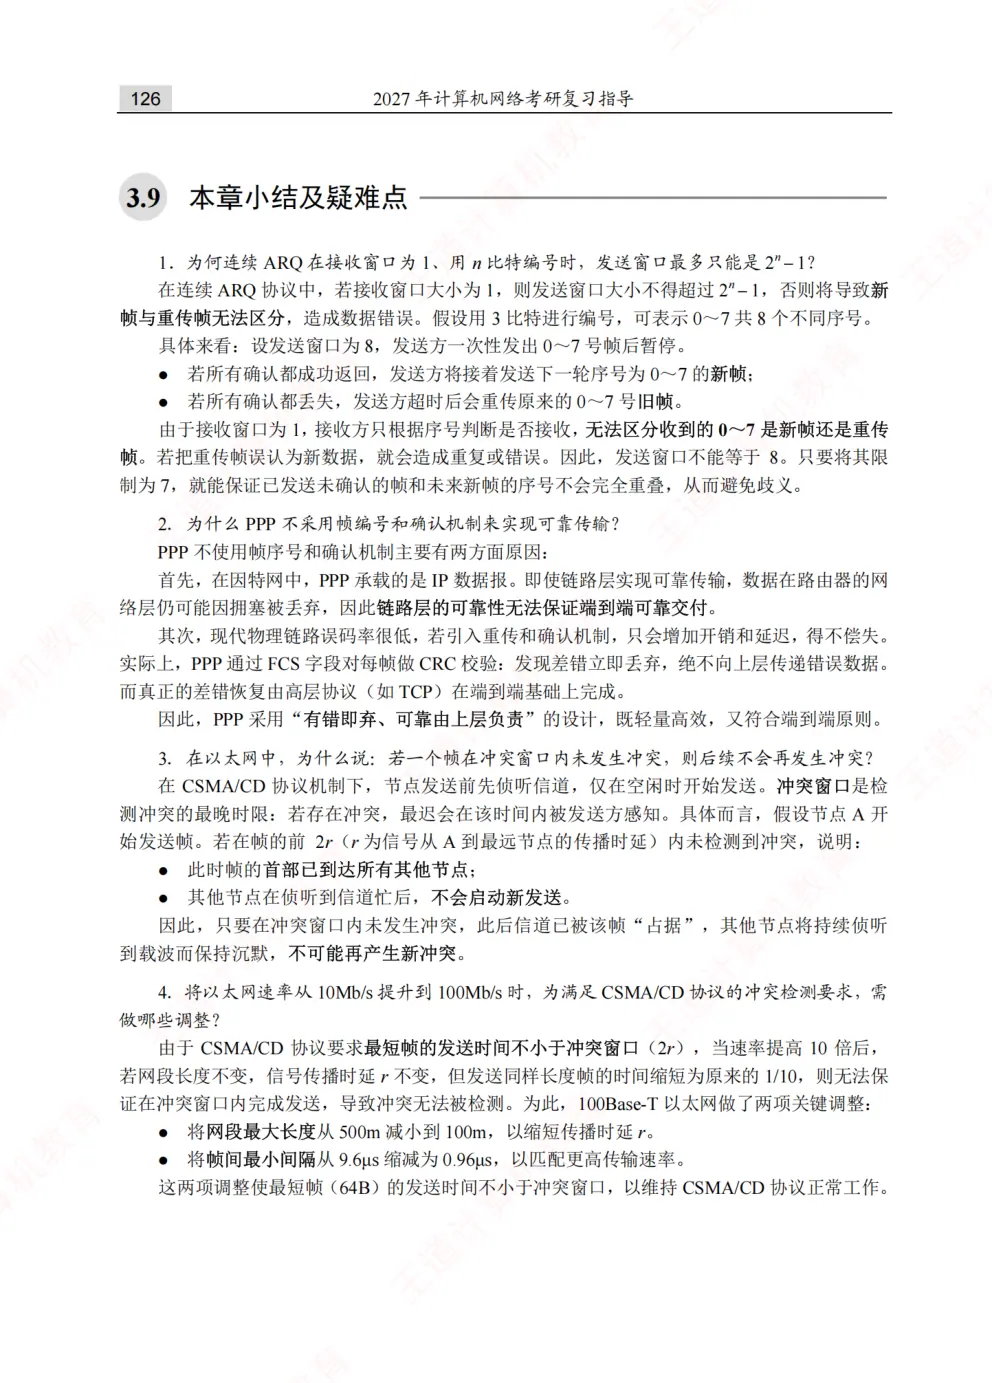 126
2027 年计算机网络考研复习指导
3.9 本章小结及疑难点
1. 为何连续 ARQ 在接收窗口为 1、用 n 比特编号时，发送窗口最多只能是 2ⁿ – 1？
在连续 ARQ 协议中，若接收窗口大小为 1，则发送窗口大小不得超过 2ⁿ – 1，否则将导致新
帧与重传帧无法区分，造成数据错误。假设用 3 比特进行编号，可表示 0～7 共 8 个不同序号。
具体来看：设发送窗口为 8，发送方一次性发出 0～7 号帧后暂停。
● 若所有确认都成功返回，发送方将接着发送下一轮序号为 0～7 的新帧；
● 若所有确认都丢失，发送方超时后会重传原来的 0～7 号旧帧。
由于接收窗口为 1，接收方只根据序号判断是否接收，无法区分收到的 0～7 是新帧还是重传
帧。若把重传帧误认为新数据，就会造成重复或错误。因此，发送窗口不能等于 8。只要将其限
制为 7，就能保证已发送未确认的帧和未来新帧的序号不会完全重叠，从而避免歧义。
2. 为什么 PPP 不采用帧编号和确认机制来实现可靠传输？
PPP 不使用帧序号和确认机制主要有两方面原因：
首先，在因特网中，PPP 承载的是 IP 数据报。即使链路层实现可靠传输，数据在路由器的网
络层仍可能因拥塞被丢弃，因此链路层的可靠性无法保证端到端可靠交付。
其次，现代物理链路误码率很低，若引入重传和确认机制，只会增加开销和延迟，得不偿失。
实际上，PPP 通过 FCS 字段对每帧做 CRC 校验：发现差错立即丢弃，绝不向上层传递错误数据。
而真正的差错恢复由高层协议（如 TCP）在端到端基础上完成。
因此，PPP 采用“有错即弃、可靠由上层负责”的设计，既轻量高效，又符合端到端原则。
3. 在以太网中，为什么说：若一个帧在冲突窗口内未发生冲突，则后续不会再发生冲突？
在 CSMA/CD 协议机制下，节点发送前先侦听信道，仅在空闲时开始发送。冲突窗口是检
测冲突的最晚时限：若存在冲突，最迟会在该时间内被发送方感知。具体而言，假设节点 A 开
始发送帧。若在帧的前 2r（r 为信号从 A 到最远节点的传播时延）内未检测到冲突，说明：
● 此时帧的首部已到达所有其他节点；
● 其他节点在侦听到信道忙后，不会启动新发送。
因此，只要在冲突窗口内未发生冲突，此后信道已被该帧“占据”，其他节点将持续侦听
到载波而保持沉默，不可能再产生新冲突。
4. 将以太网速率从 10Mb/s 提升到 100Mb/s 时，为满足 CSMA/CD 协议的冲突检测要求，需
做哪些调整？
由于 CSMA/CD 协议要求最短帧的发送时间不小于冲突窗口（2r），当速率提高 10 倍后，
若网段长度不变，信号传播时延 r 不变，但发送同样长度帧的时间缩短为原来的 1/10，则无法保
证在冲突窗口内完成发送，导致冲突无法被检测。为此，100Base-T 以太网做了两项关键调整：
● 将网段最大长度从 500m 减小到 100m，以缩短传播时延 r。
● 将帧间最小间隔从 9.6μs 缩减为 0.96μs，以匹配更高传输速率。
这两项调整使最短帧（64B）的发送时间不小于冲突窗口，以维持 CSMA/CD 协议正常工作。